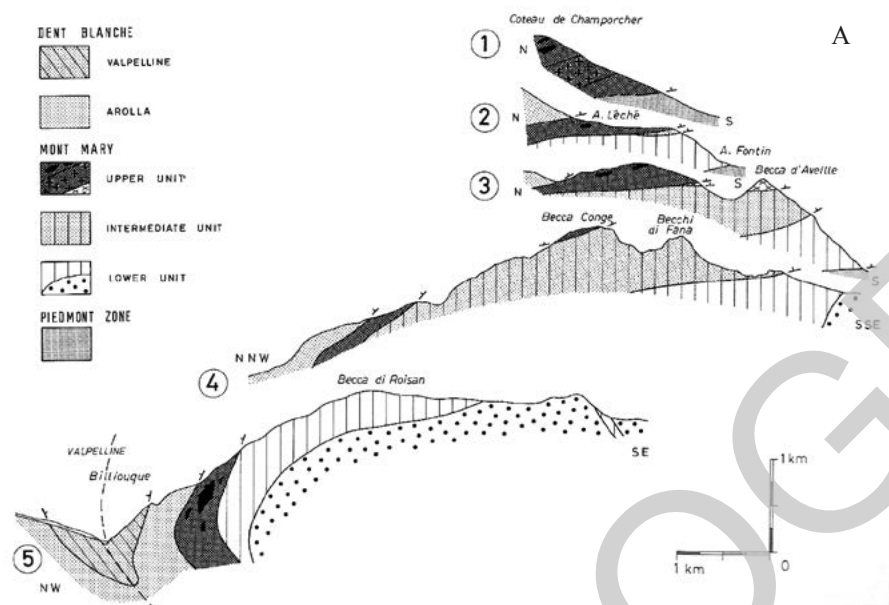 DENT BLANCHE
VALPELLINE
AROLLA
MONT MARY
UPPER UNIT
INTERMEDIATE UNIT
LOWER UNIT
PIEDMONT ZONE
A
Coteau de Champorcher
1
N
S
2
N
A. Lèché
A. Fontin
S
3
N
Becca d'Aveille
S
Becca Conge
Becchi
di Fana
NNW
SSE
4
Becca di Roisan
SE
VALPELLINE
Billiouque
5
NW
1 km
1 km
0
OG